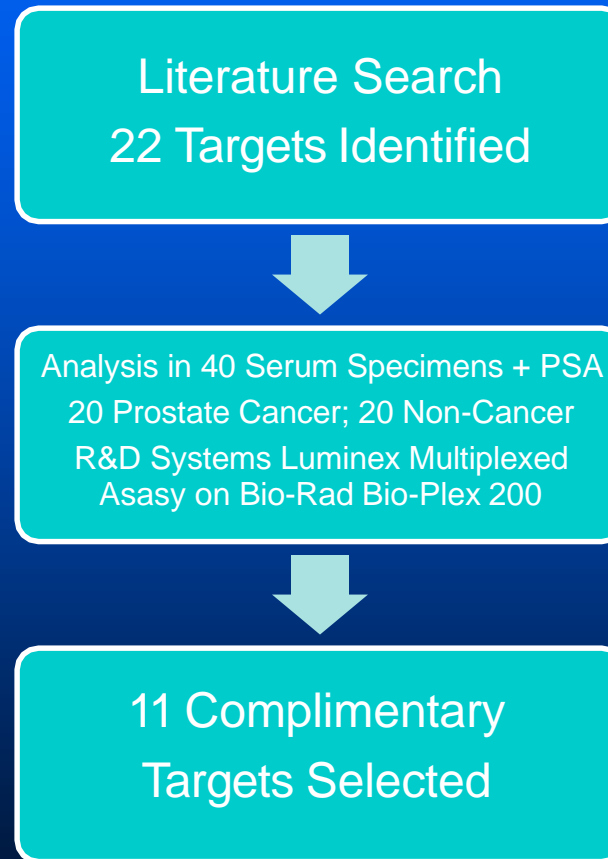 Literature Search
22 Targets Identified
Analysis in 40 Serum Specimens + PSA
20 Prostate Cancer; 20 Non-Cancer
R&D Systems Luminex Multiplexed
Asasy on Bio-Rad Bio-Plex 200
11 Complimentary
Targets Selected